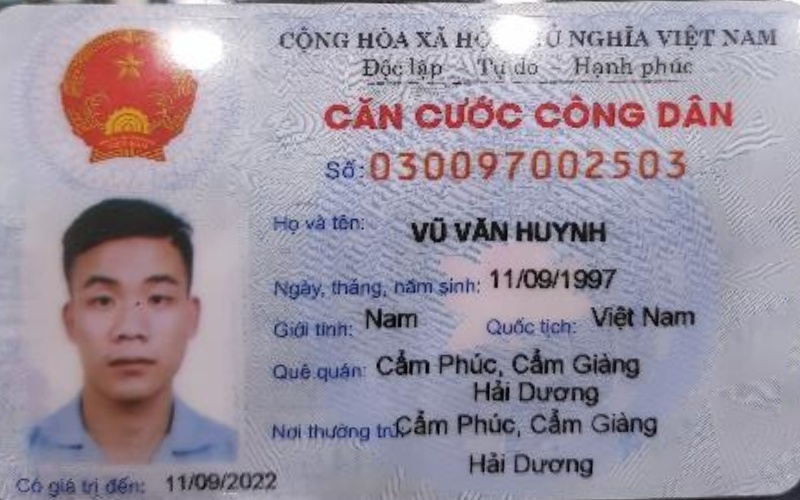 CỘNG HÒA XÃ HỘI CHỦ NGHĨA VIỆT NAM
Độc lập - Tự do - Hạnh phúc
CĂN CƯỚC CÔNG DÂN
Số: 030097002503
Họ và tên: VŨ VĂN HUYNH
Ngày, tháng, năm sinh: 11/09/1997
Giới tính: Nam Quốc tịch: Việt Nam
Quê quán: Cẩm Phúc, Cẩm Giàng
Hải Dương
Nơi thường trú: Cẩm Phúc, Cẩm Giàng
Hải Dương
Có giá trị đến: 11/09/2022